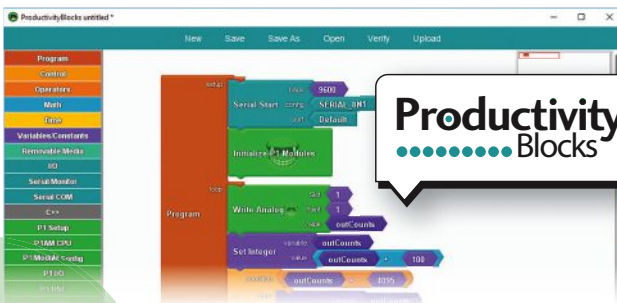 ProductivityBlocks untitled *
New Save Save As Open Verify Upload
Program
Control
Operators
Math
Time
Variables/Constants
Removable Media
I/O
Serial Monitor
Serial COM
C++
P1 Setup
P1AM CPU
P1Module Config
P1 I/O
setup
Serial Start
9600
config SERIAL_8N1
port Default
Initialize P1 Modules
loop
Program
Write Analog
1
1
outCounts
Set Integer
variable outCounts
value outCounts + 100
outCounts
4095
Productivity
Blocks